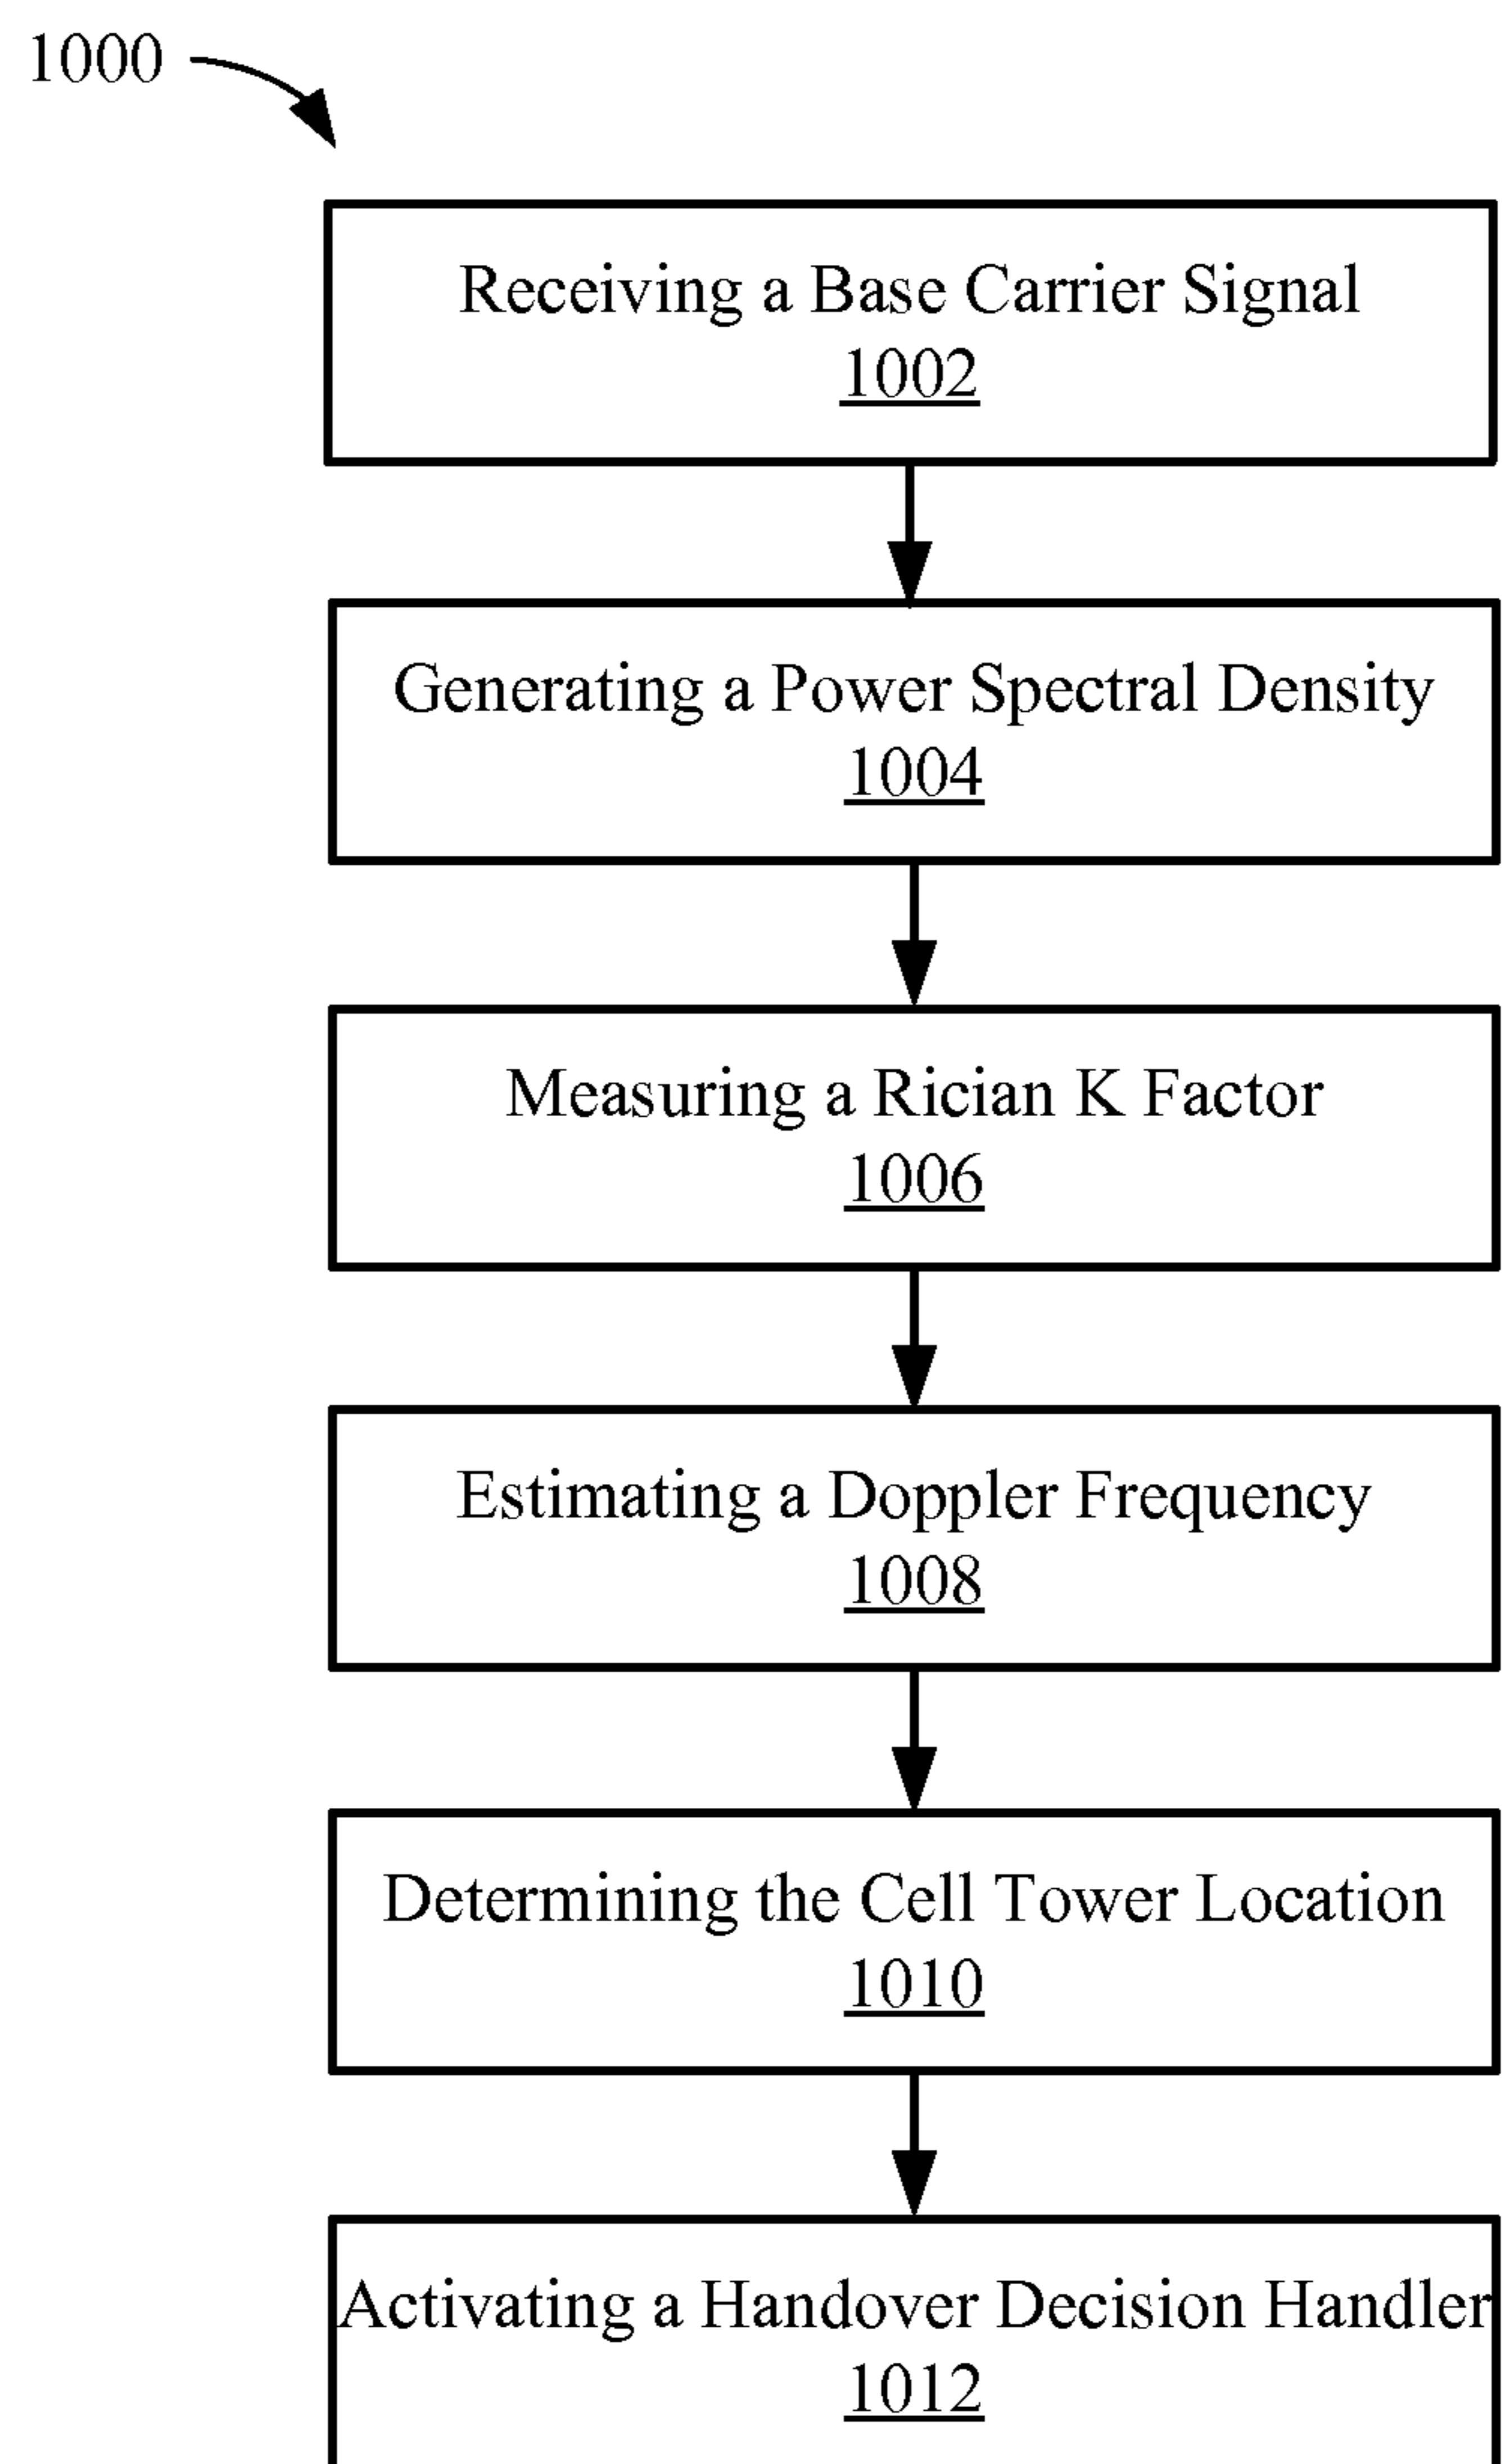 1000
Receiving a Base Carrier Signal
1002
Generating a Power Spectral Density
1004
Measuring a Rician K Factor
1006
Estimating a Doppler Frequency
1008
Determining the Cell Tower Location
1010
Activating a Handover Decision Handler
1012